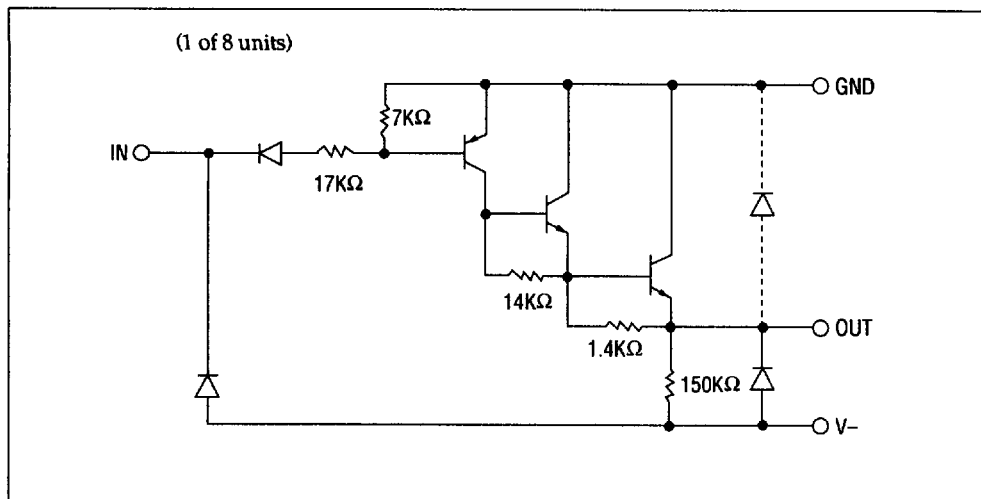 (1 of 8 units)
GND
7KΩ
IN
17KΩ
14KΩ
OUT
1.4KΩ
150KΩ
V-